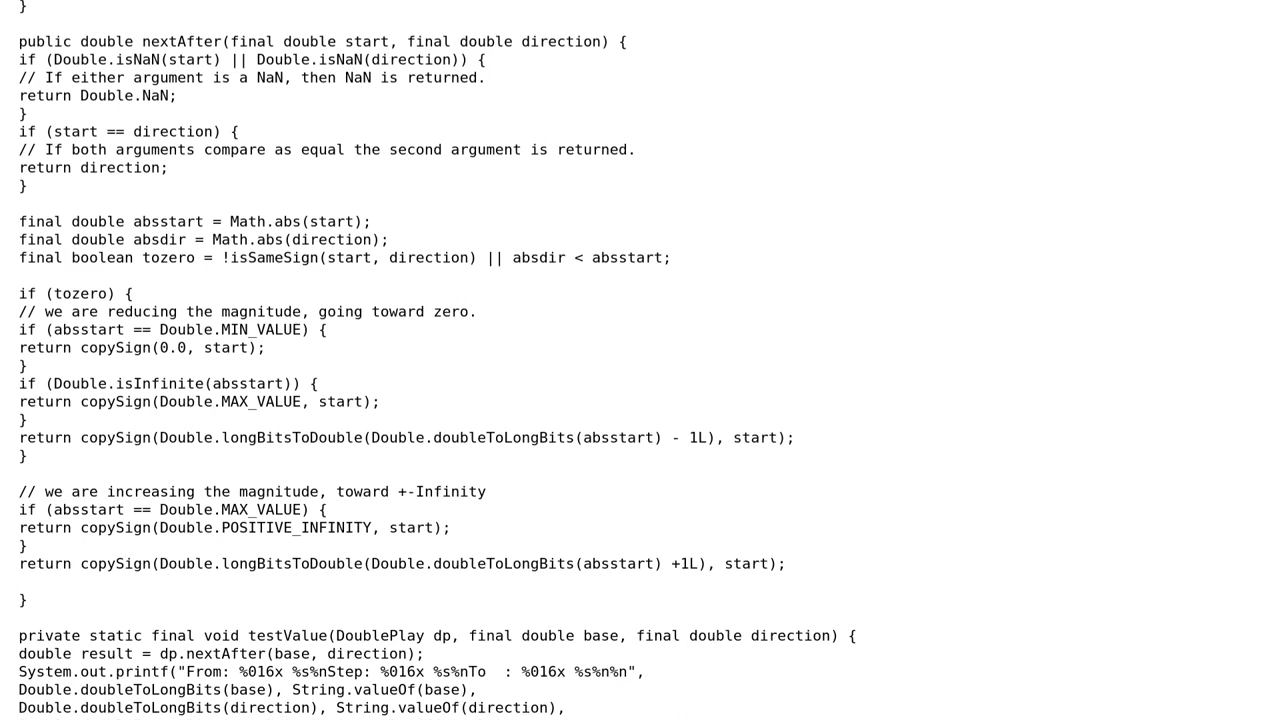 }
public double nextAfter(final double start, final double direction) {
if (Double.isNaN(start) || Double.isNaN(direction)) {
// If either argument is a NaN, then NaN is returned.
return Double.NaN;
}
if (start == direction) {
// If both arguments compare as equal the second argument is returned.
return direction;
}
final double absstart = Math.abs(start);
final double absdir = Math.abs(direction);
final boolean tozero = !isSameSign(start, direction) || absdir < absstart;
if (tozero) {
// we are reducing the magnitude, going toward zero.
if (absstart == Double.MIN_VALUE) {
return copySign(0.0, start);
}
if (Double.isInfinite(absstart)) {
return copySign(Double.MAX_VALUE, start);
}
return copySign(Double.longBitsToDouble(Double.doubleToLongBits(absstart) - 1L), start);
}
// we are increasing the magnitude, toward +-Infinity
if (absstart == Double.MAX_VALUE) {
return copySign(Double.POSITIVE_INFINITY, start);
}
return copySign(Double.longBitsToDouble(Double.doubleToLongBits(absstart) +1L), start);
}
private static final void testValue(DoublePlay dp, final double base, final double direction) {
double result = dp.nextAfter(base, direction);
System.out.printf("From: %016x %s%nStep: %016x %s%nTo  : %016x %s%n%n",
Double.doubleToLongBits(base), String.valueOf(base),
Double.doubleToLongBits(direction), String.valueOf(direction),